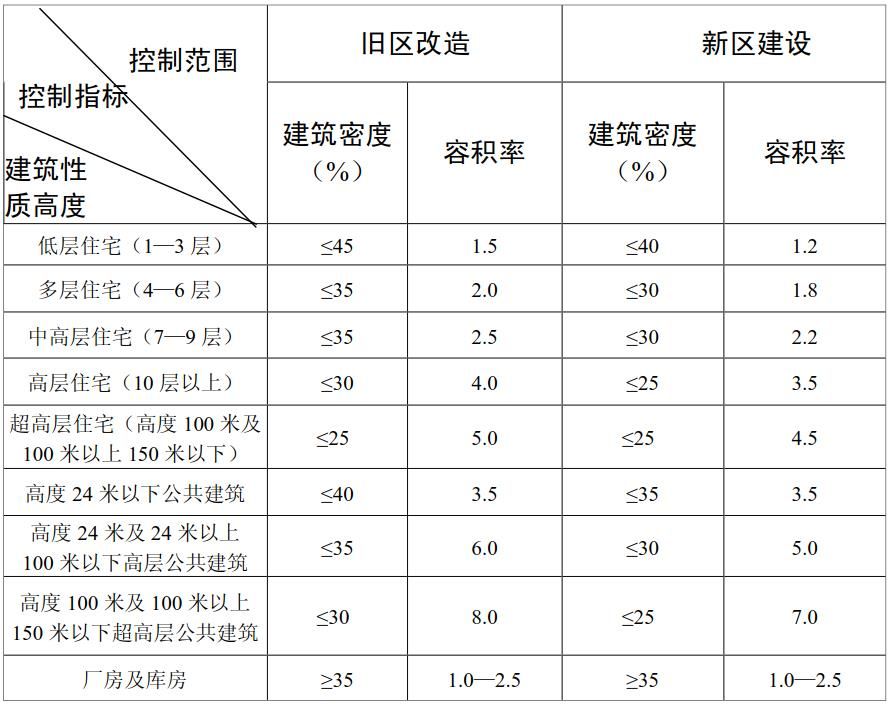 控制范围
控制指标
建筑性
质高度
旧区改造
新区建设
建筑密度
（%）
容积率
建筑密度
（%）
容积率
低层住宅（1—3 层） ≤45 1.5 ≤40 1.2
多层住宅（4—6 层） ≤35 2.0 ≤30 1.8
中高层住宅（7—9 层） ≤35 2.5 ≤30 2.2
高层住宅（10 层以上） ≤30 4.0 ≤25 3.5
超高层住宅（高度 100 米及
100 米以上 150 米以下） ≤25 5.0 ≤25 4.5
高度 24 米以下公共建筑 ≤40 3.5 ≤35 3.5
高度 24 米及 24 米以上
100 米以下高层公共建筑 ≤35 6.0 ≤30 5.0
高度 100 米及 100 米以上
150 米以下超高层公共建筑 ≤30 8.0 ≤25 7.0
厂房及库房 ≥35 1.0—2.5 ≥35 1.0—2.5